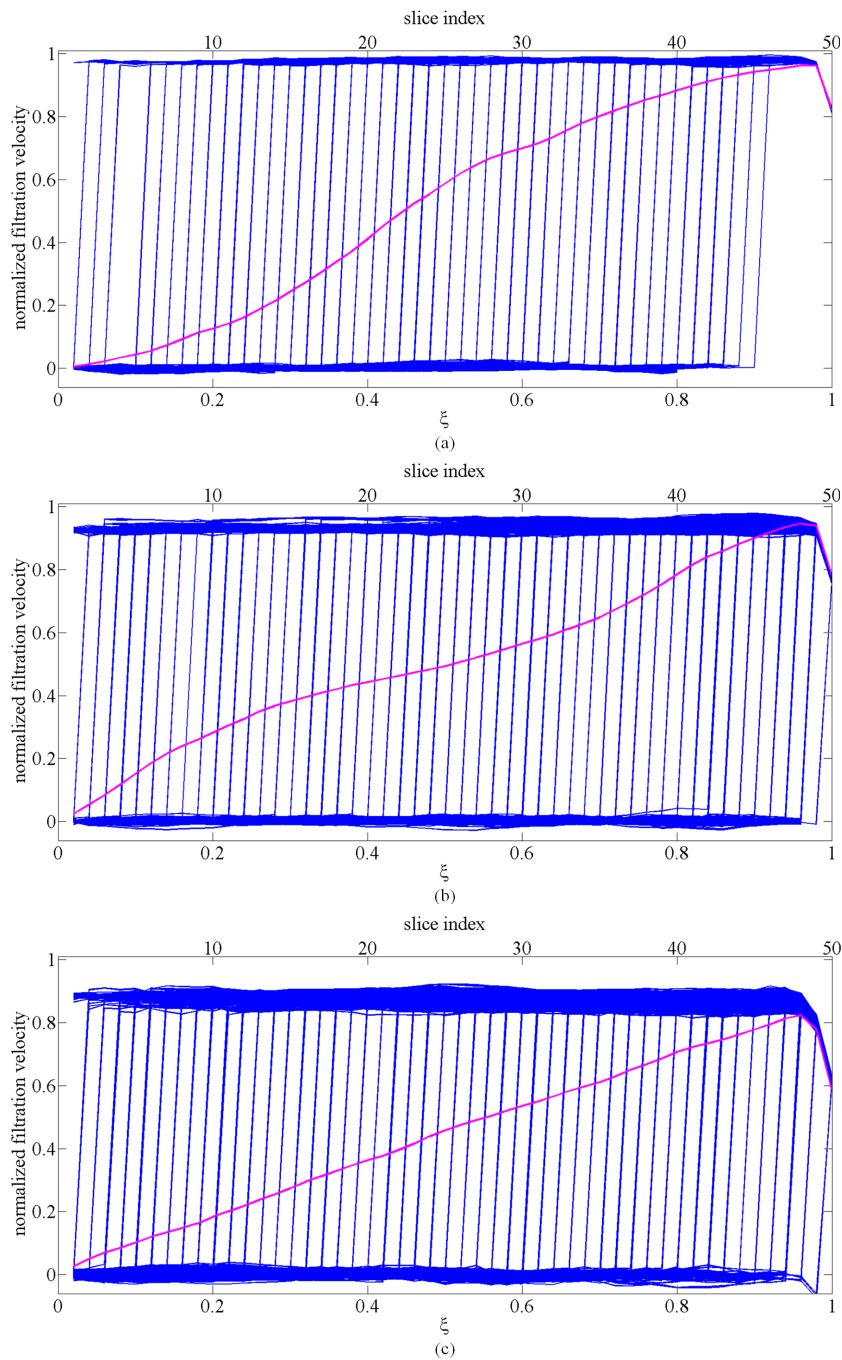 slice index
10 20 30 40 50
1
0.8
0.6
0.4
0.2
0
normalized filtration velocity
0 0.2 0.4 0.6 0.8 1
ξ
(a)
slice index
10 20 30 40 50
1
0.8
0.6
0.4
0.2
0
normalized filtration velocity
0 0.2 0.4 0.6 0.8 1
ξ
(b)
slice index
10 20 30 40 50
1
0.8
0.6
0.4
0.2
0
normalized filtration velocity
0 0.2 0.4 0.6 0.8 1
ξ
(c)